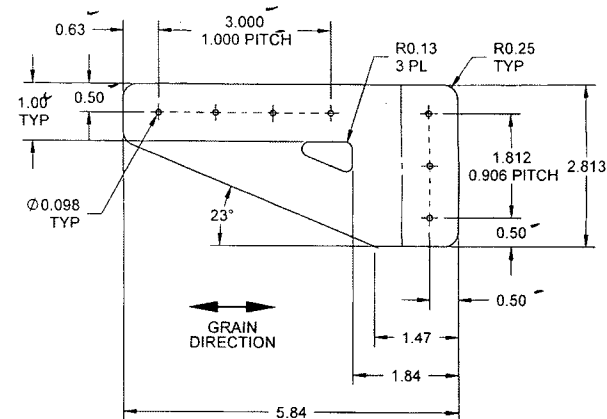 3.000
1.000 PITCH
0.63
R0.13
3 PL
R0.25
TYP
1.00
TYP
0.50
1.812
0.906 PITCH
2.813
Ø0.098
TYP
23°
0.50
0.50
GRAIN
DIRECTION
1.47
1.84
5.84